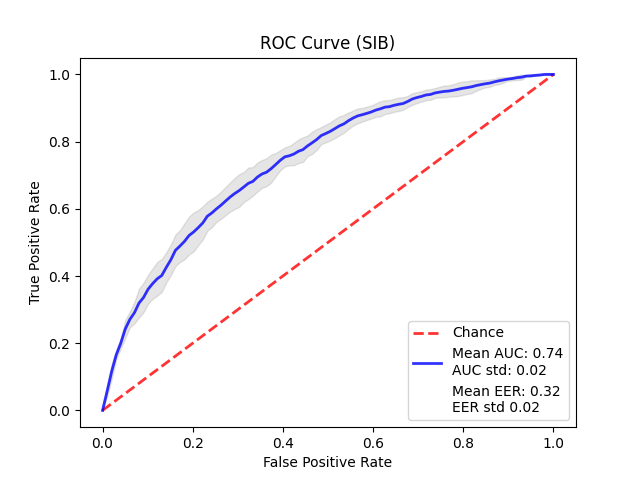 ROC Curve (SIB)
1.0
0.8
0.6
0.4
0.2
0.0
True Positive Rate
0.0 0.2 0.4 0.6 0.8 1.0
False Positive Rate
Chance
Mean AUC: 0.74
AUC std: 0.02
Mean EER: 0.32
EER std 0.02